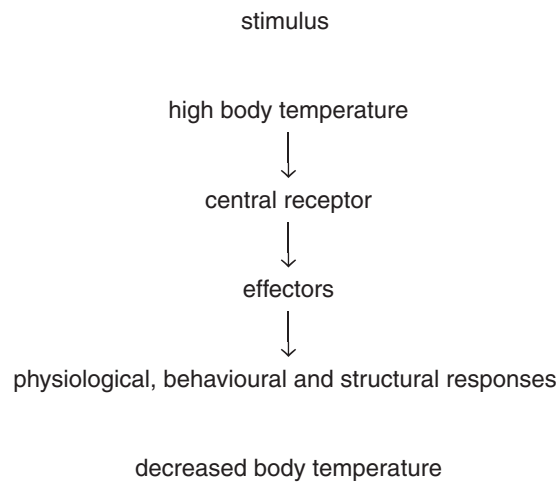 stimulus
high body temperature
central receptor
effectors
physiological, behavioural and structural responses
decreased body temperature